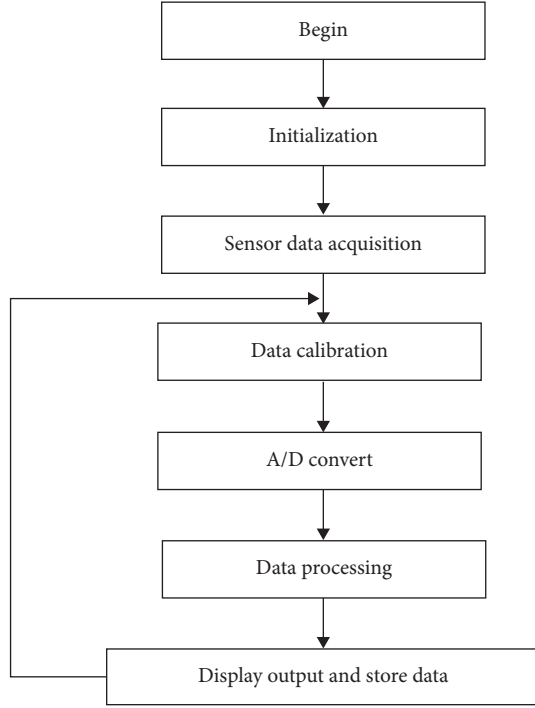 Begin
Initialization
Sensor data acquisition
Data calibration
A/D convert
Data processing
Display output and store data